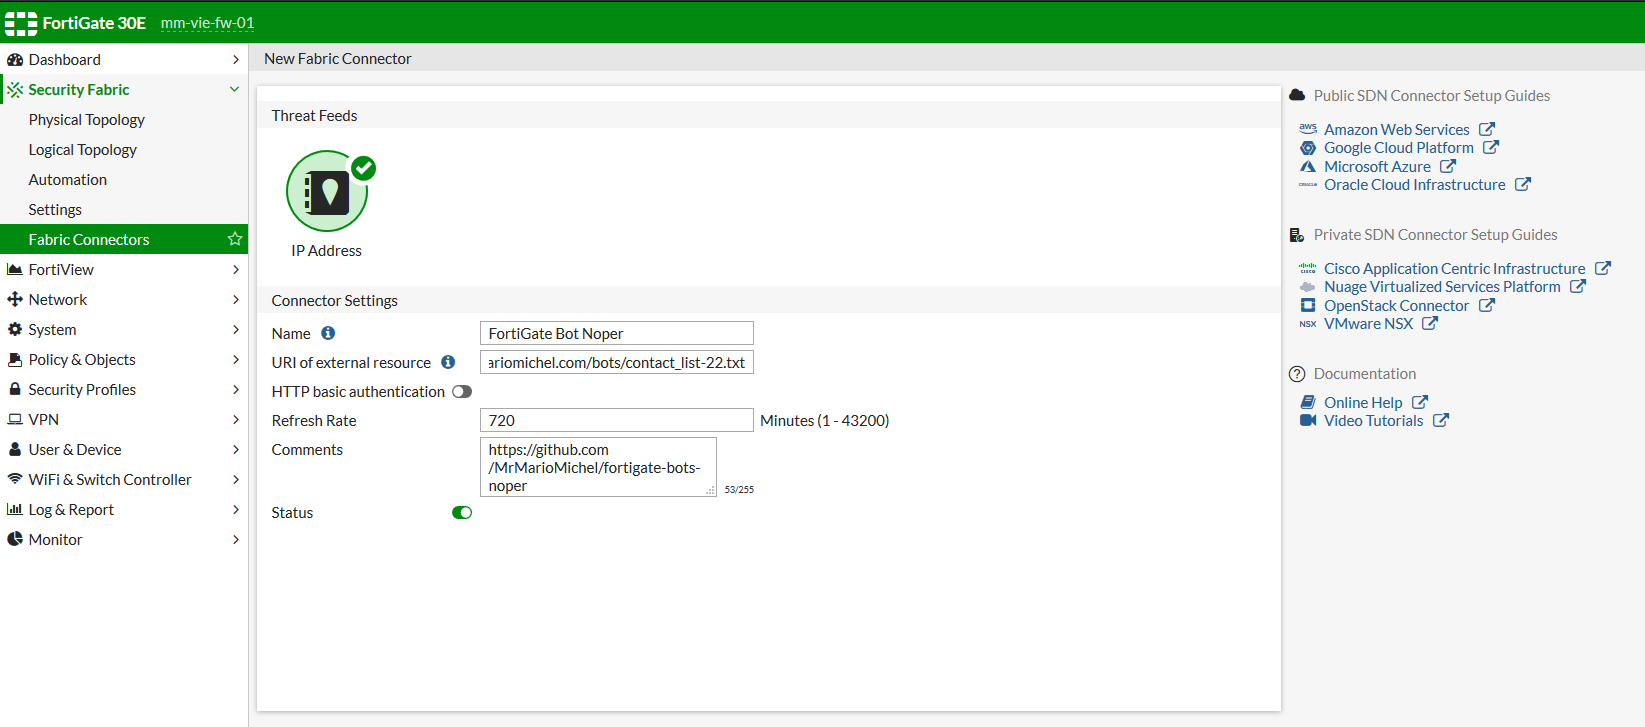 FortiGate 30E mm-vie-fw-01
Dashboard
Security Fabric
Physical Topology
Logical Topology
Automation
Settings
Fabric Connectors
FortiView
Network
System
Policy & Objects
Security Profiles
VPN
User & Device
WiFi & Switch Controller
Log & Report
Monitor
New Fabric Connector
Threat Feeds
IP Address
Connector Settings
Name FortiGate Bot Noper
URI of external resource ariomichel.com/bots/contact_list-22.txt
HTTP basic authentication
Refresh Rate 720 Minutes (1 - 43200)
Comments https://github.com
/MrMarioMichel/fortigate-bots-
noper 53/255
Status
Public SDN Connector Setup Guides
aws Amazon Web Services
Google Cloud Platform
Microsoft Azure
ORACLE Oracle Cloud Infrastructure
Private SDN Connector Setup Guides
cisco Cisco Application Centric Infrastructure
Nuage Virtualized Services Platform
OpenStack Connector
NSX VMware NSX
Documentation
Online Help
Video Tutorials